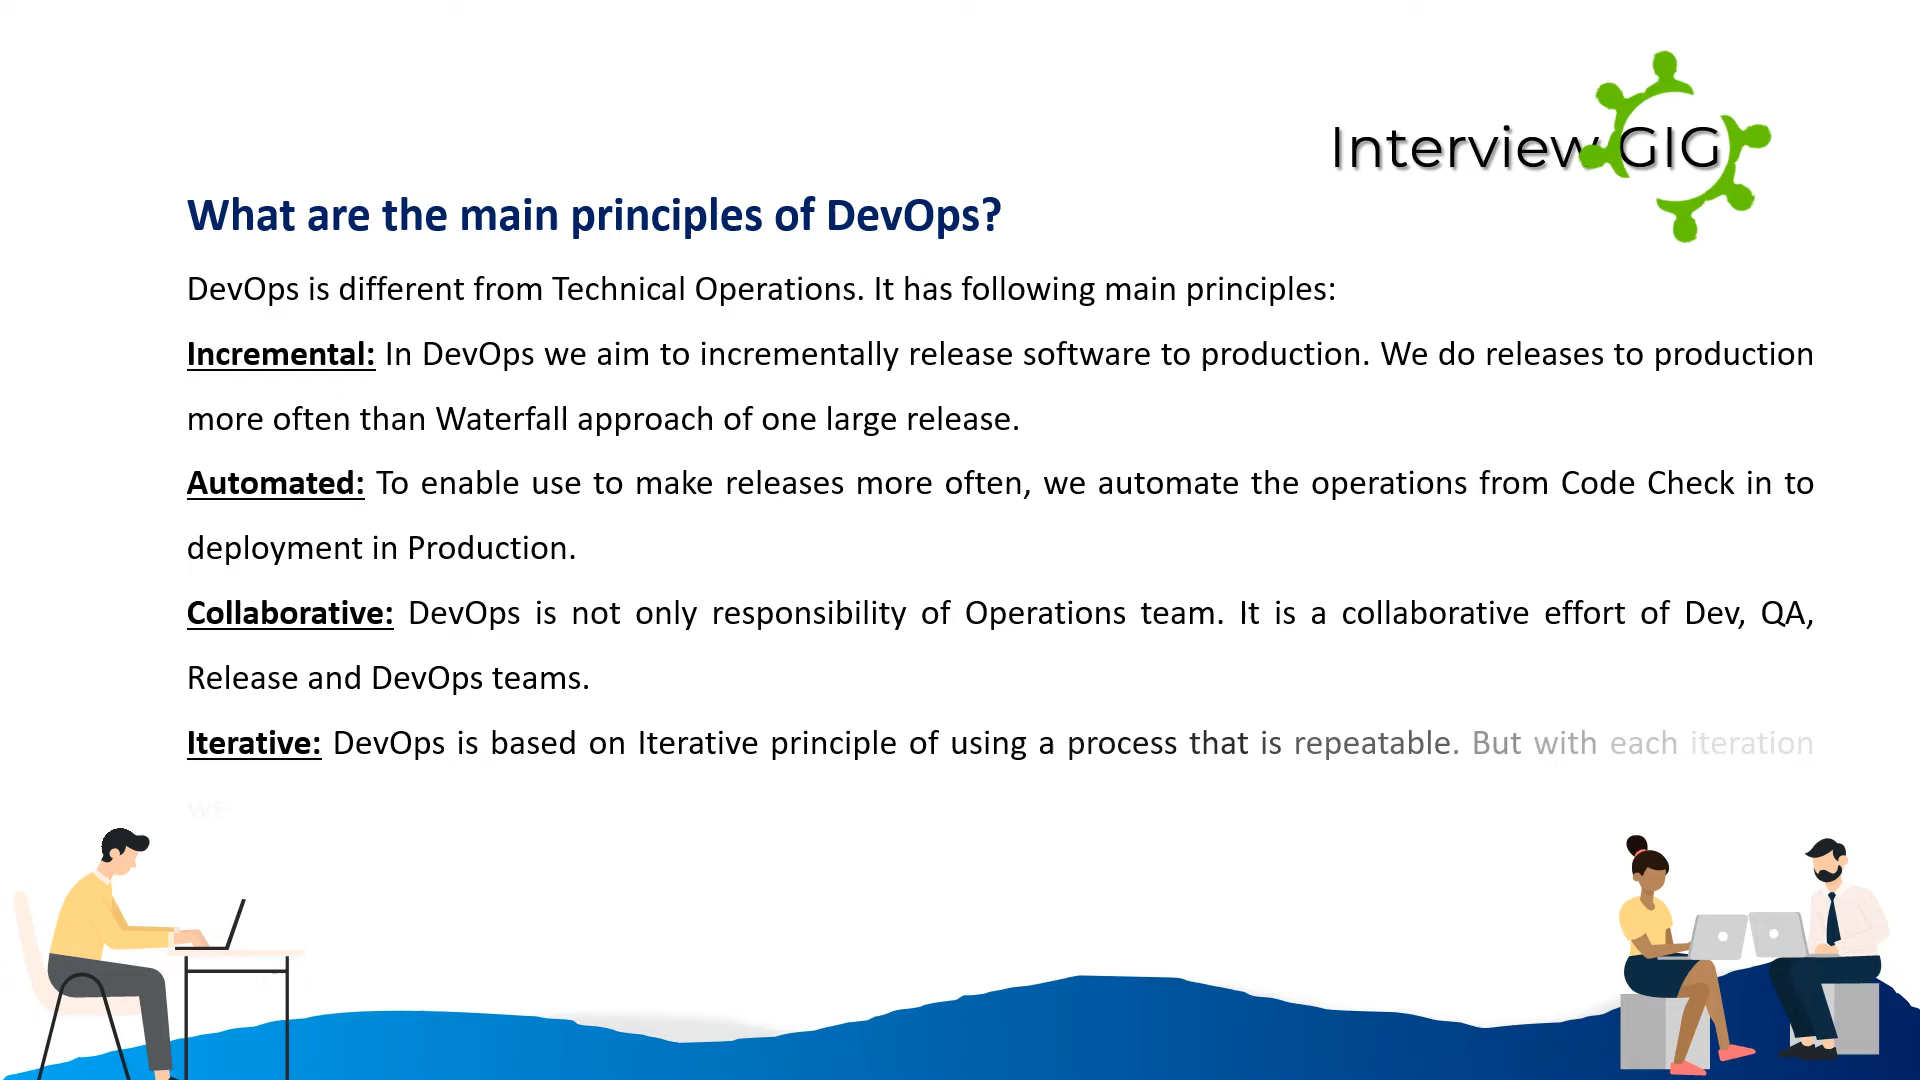 Interview GIG
What are the main principles of DevOps?
DevOps is different from Technical Operations. It has following main principles:
Incremental: In DevOps we aim to incrementally release software to production. We do releases to production
more often than Waterfall approach of one large release.
Automated: To enable use to make releases more often, we automate the operations from Code Check in to
deployment in Production.
Collaborative: DevOps is not only responsibility of Operations team. It is a collaborative effort of Dev, QA,
Release and DevOps teams.
Iterative: DevOps is based on Iterative principle of using a process that is repeatable. But with each iteration
we